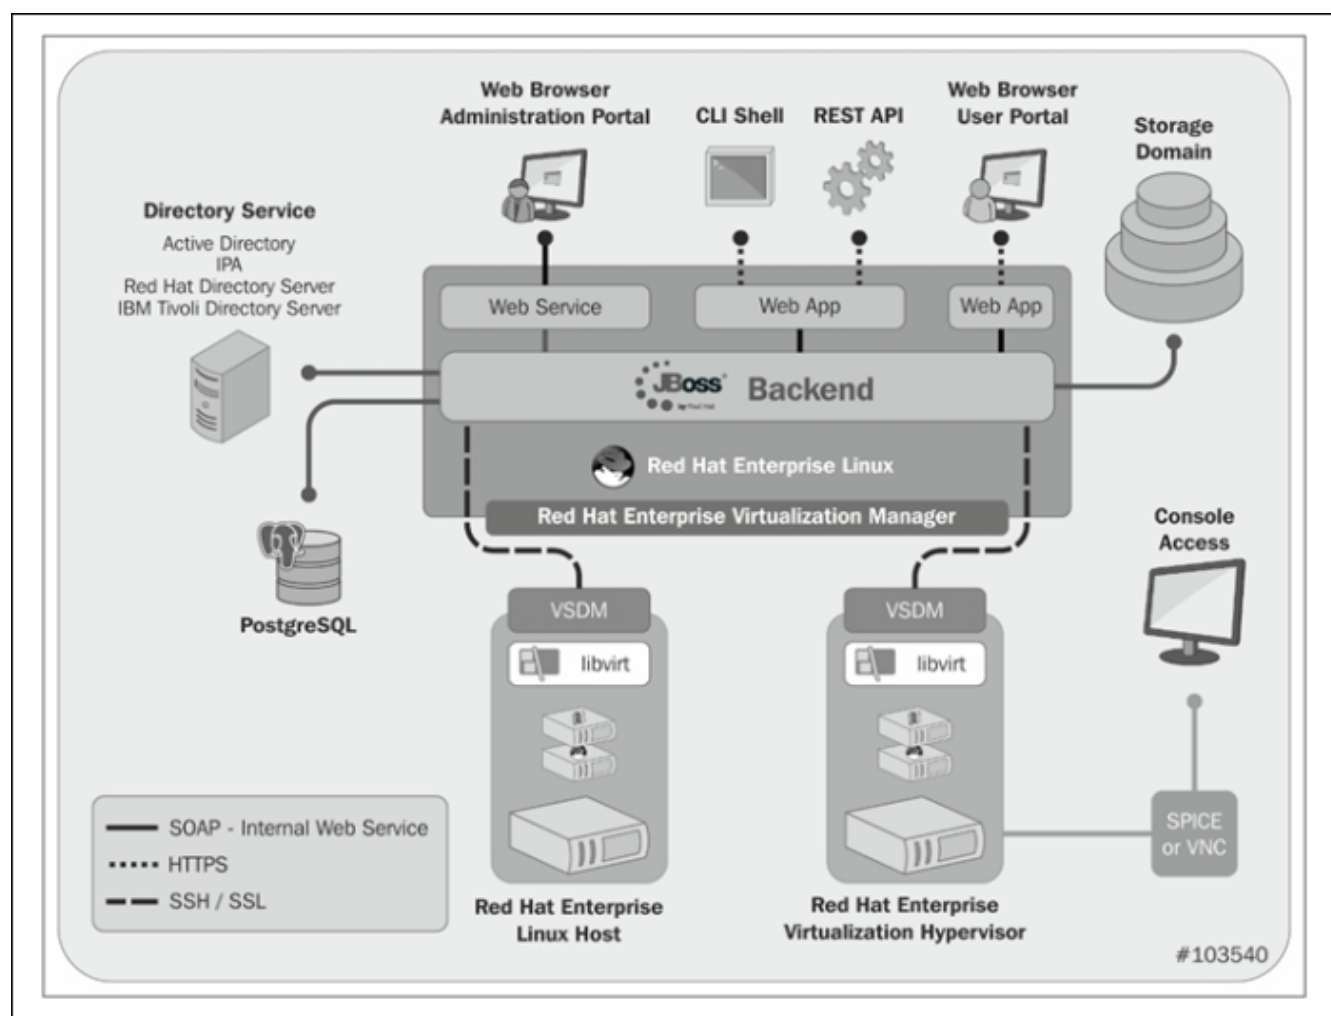 Web Browser
Administration Portal
CLI Shell
REST API
Web Browser
User Portal
Storage
Domain
Directory Service
Active Directory
IPA
Red Hat Directory Server
IBM Tivoli Directory Server
Web Service
Web App
Web App
JBoss
by Red Hat
Backend
Red Hat Enterprise Linux
Red Hat Enterprise Virtualization Manager
PostgreSQL
Console
Access
VSDM
libvirt
VSDM
libvirt
SPICE
or VNC
SOAP - Internal Web Service
HTTPS
SSH / SSL
Red Hat Enterprise
Linux Host
Red Hat Enterprise
Virtualization Hypervisor
#103540